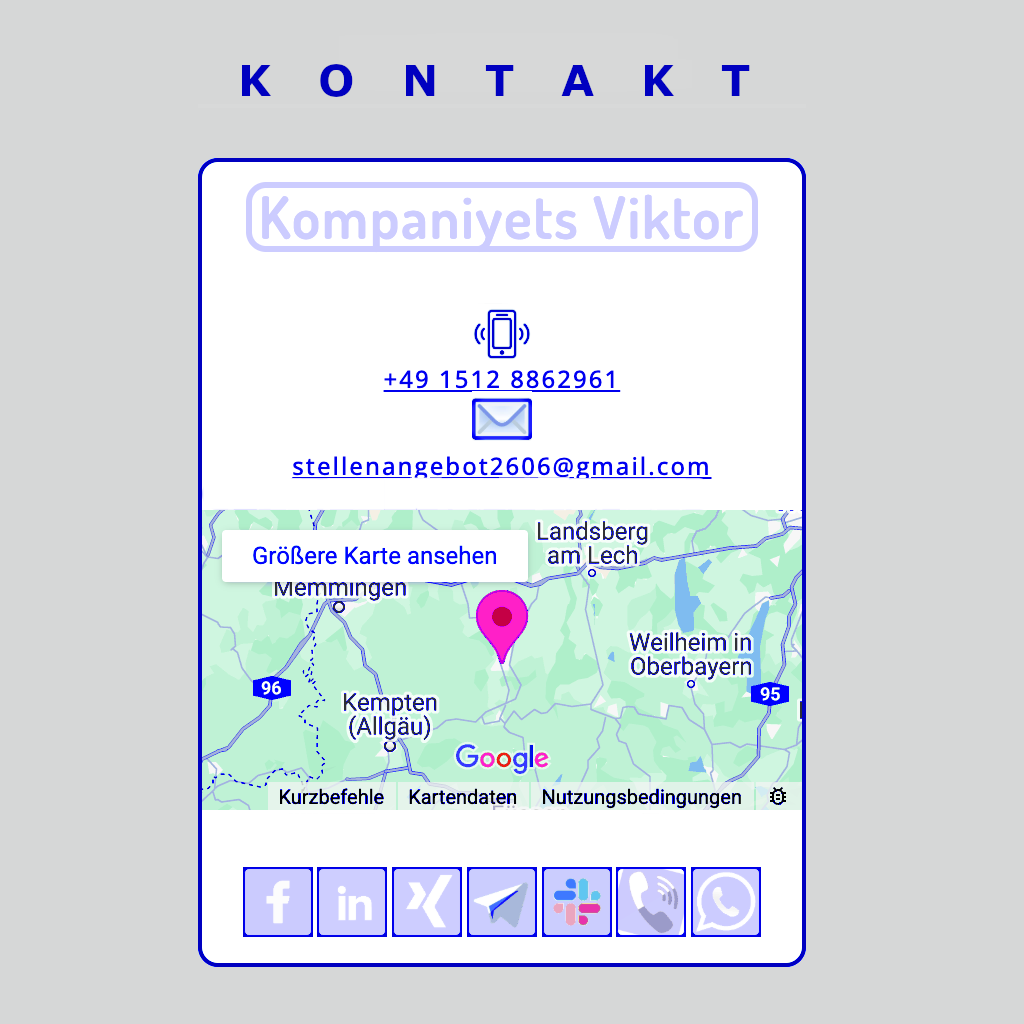 K O N T A K T
Kompaniyets Viktor
+49 1512 8862961
stellenangebot2606@gmail.com
Größere Karte ansehen
Landsberg
am Lech
Memmingen
Weilheim in
Oberbayern
96
95
Kempten
(Allgäu)
Google
Kurzbefehle Kartendaten Nutzungsbedingungen
f in